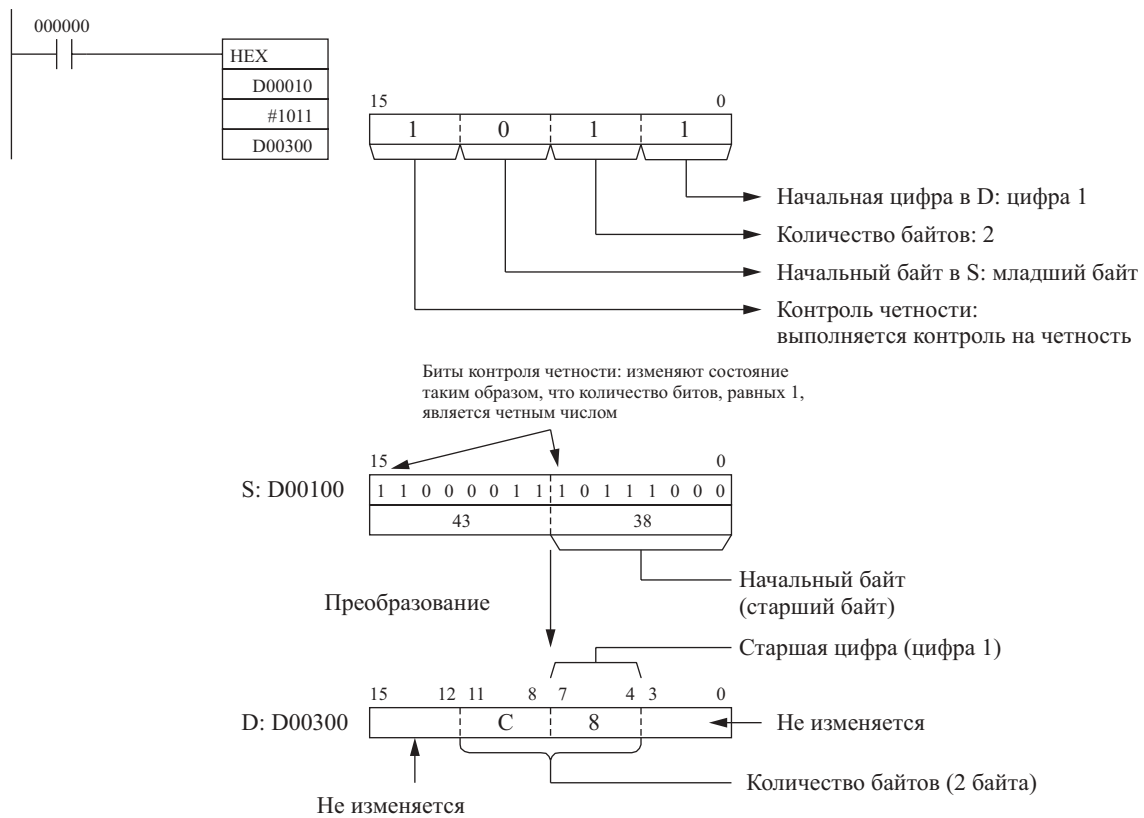 000000
HEX
D00010
#1011
D00300
15 0
1 0 1 1
Начальная цифра в D: цифра 1
Количество байтов: 2
Начальный байт в S: младший байт
Контроль четности:
выполняется контроль на четность
Биты контроля четности: изменяют состояние
таким образом, что количество битов, равных 1,
является четным числом
15 0
S: D00100 1 1 0 0 0 0 1 1 1 0 1 1 1 0 0 0
43 38
Начальный байт
(старший байт)
Преобразование
Старшая цифра (цифра 1)
15 12 11 8 7 4 3 0
D: D00300 C 8 Не изменяется
Количество байтов (2 байта)
Не изменяется